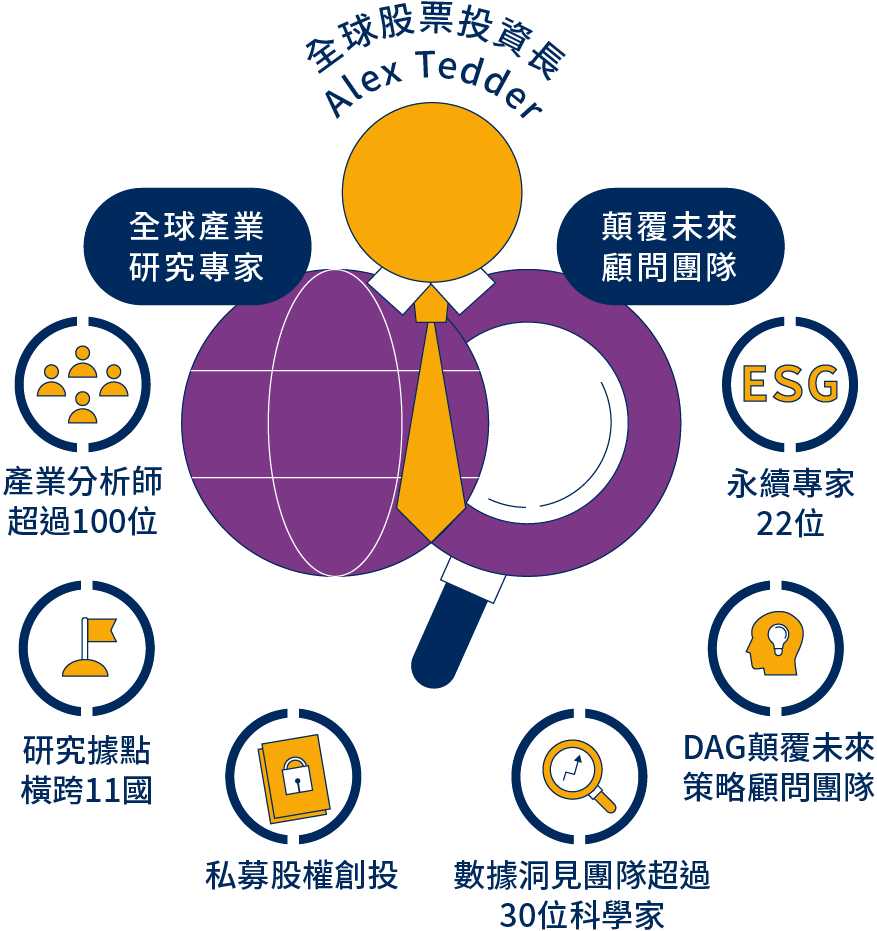 全球股票投資長
Alex Tedder
全球產業
研究專家
顛覆未來
顧問團隊
產業分析師
超過100位
ESG
永續專家
22位
研究據點
橫跨11國
DAG顛覆未來
策略顧問團隊
私募股權創投
數據洞見團隊超過
30位科學家